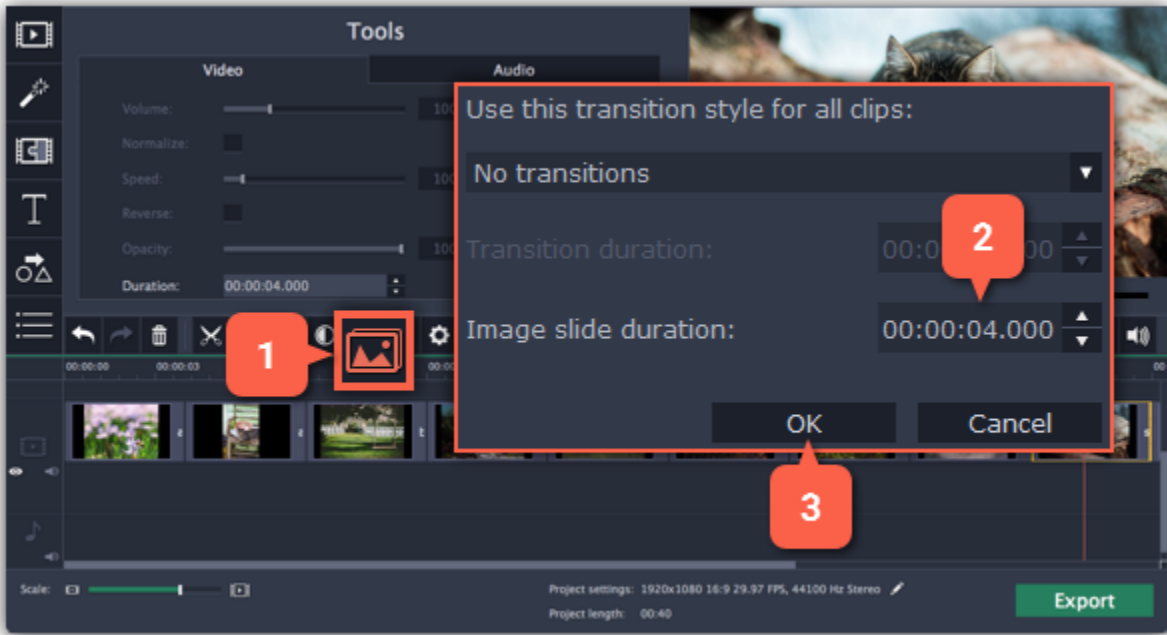 Tools
Video
Audio
Volume:
100
Use this transition style for all clips:
Normalize:
No transitions
Speed:
100
Reverse:
2
Opacity:
100
Transition duration:
Duration:
00:00:04.000
Image slide duration:
00:00:04.000
1
00:00:00
00:00:03
OK
Cancel
3
Scale:
Project settings: 1920x1080 16:9 29.97 FPS, 44100 Hz Stereo
Project length: 00:40
Export